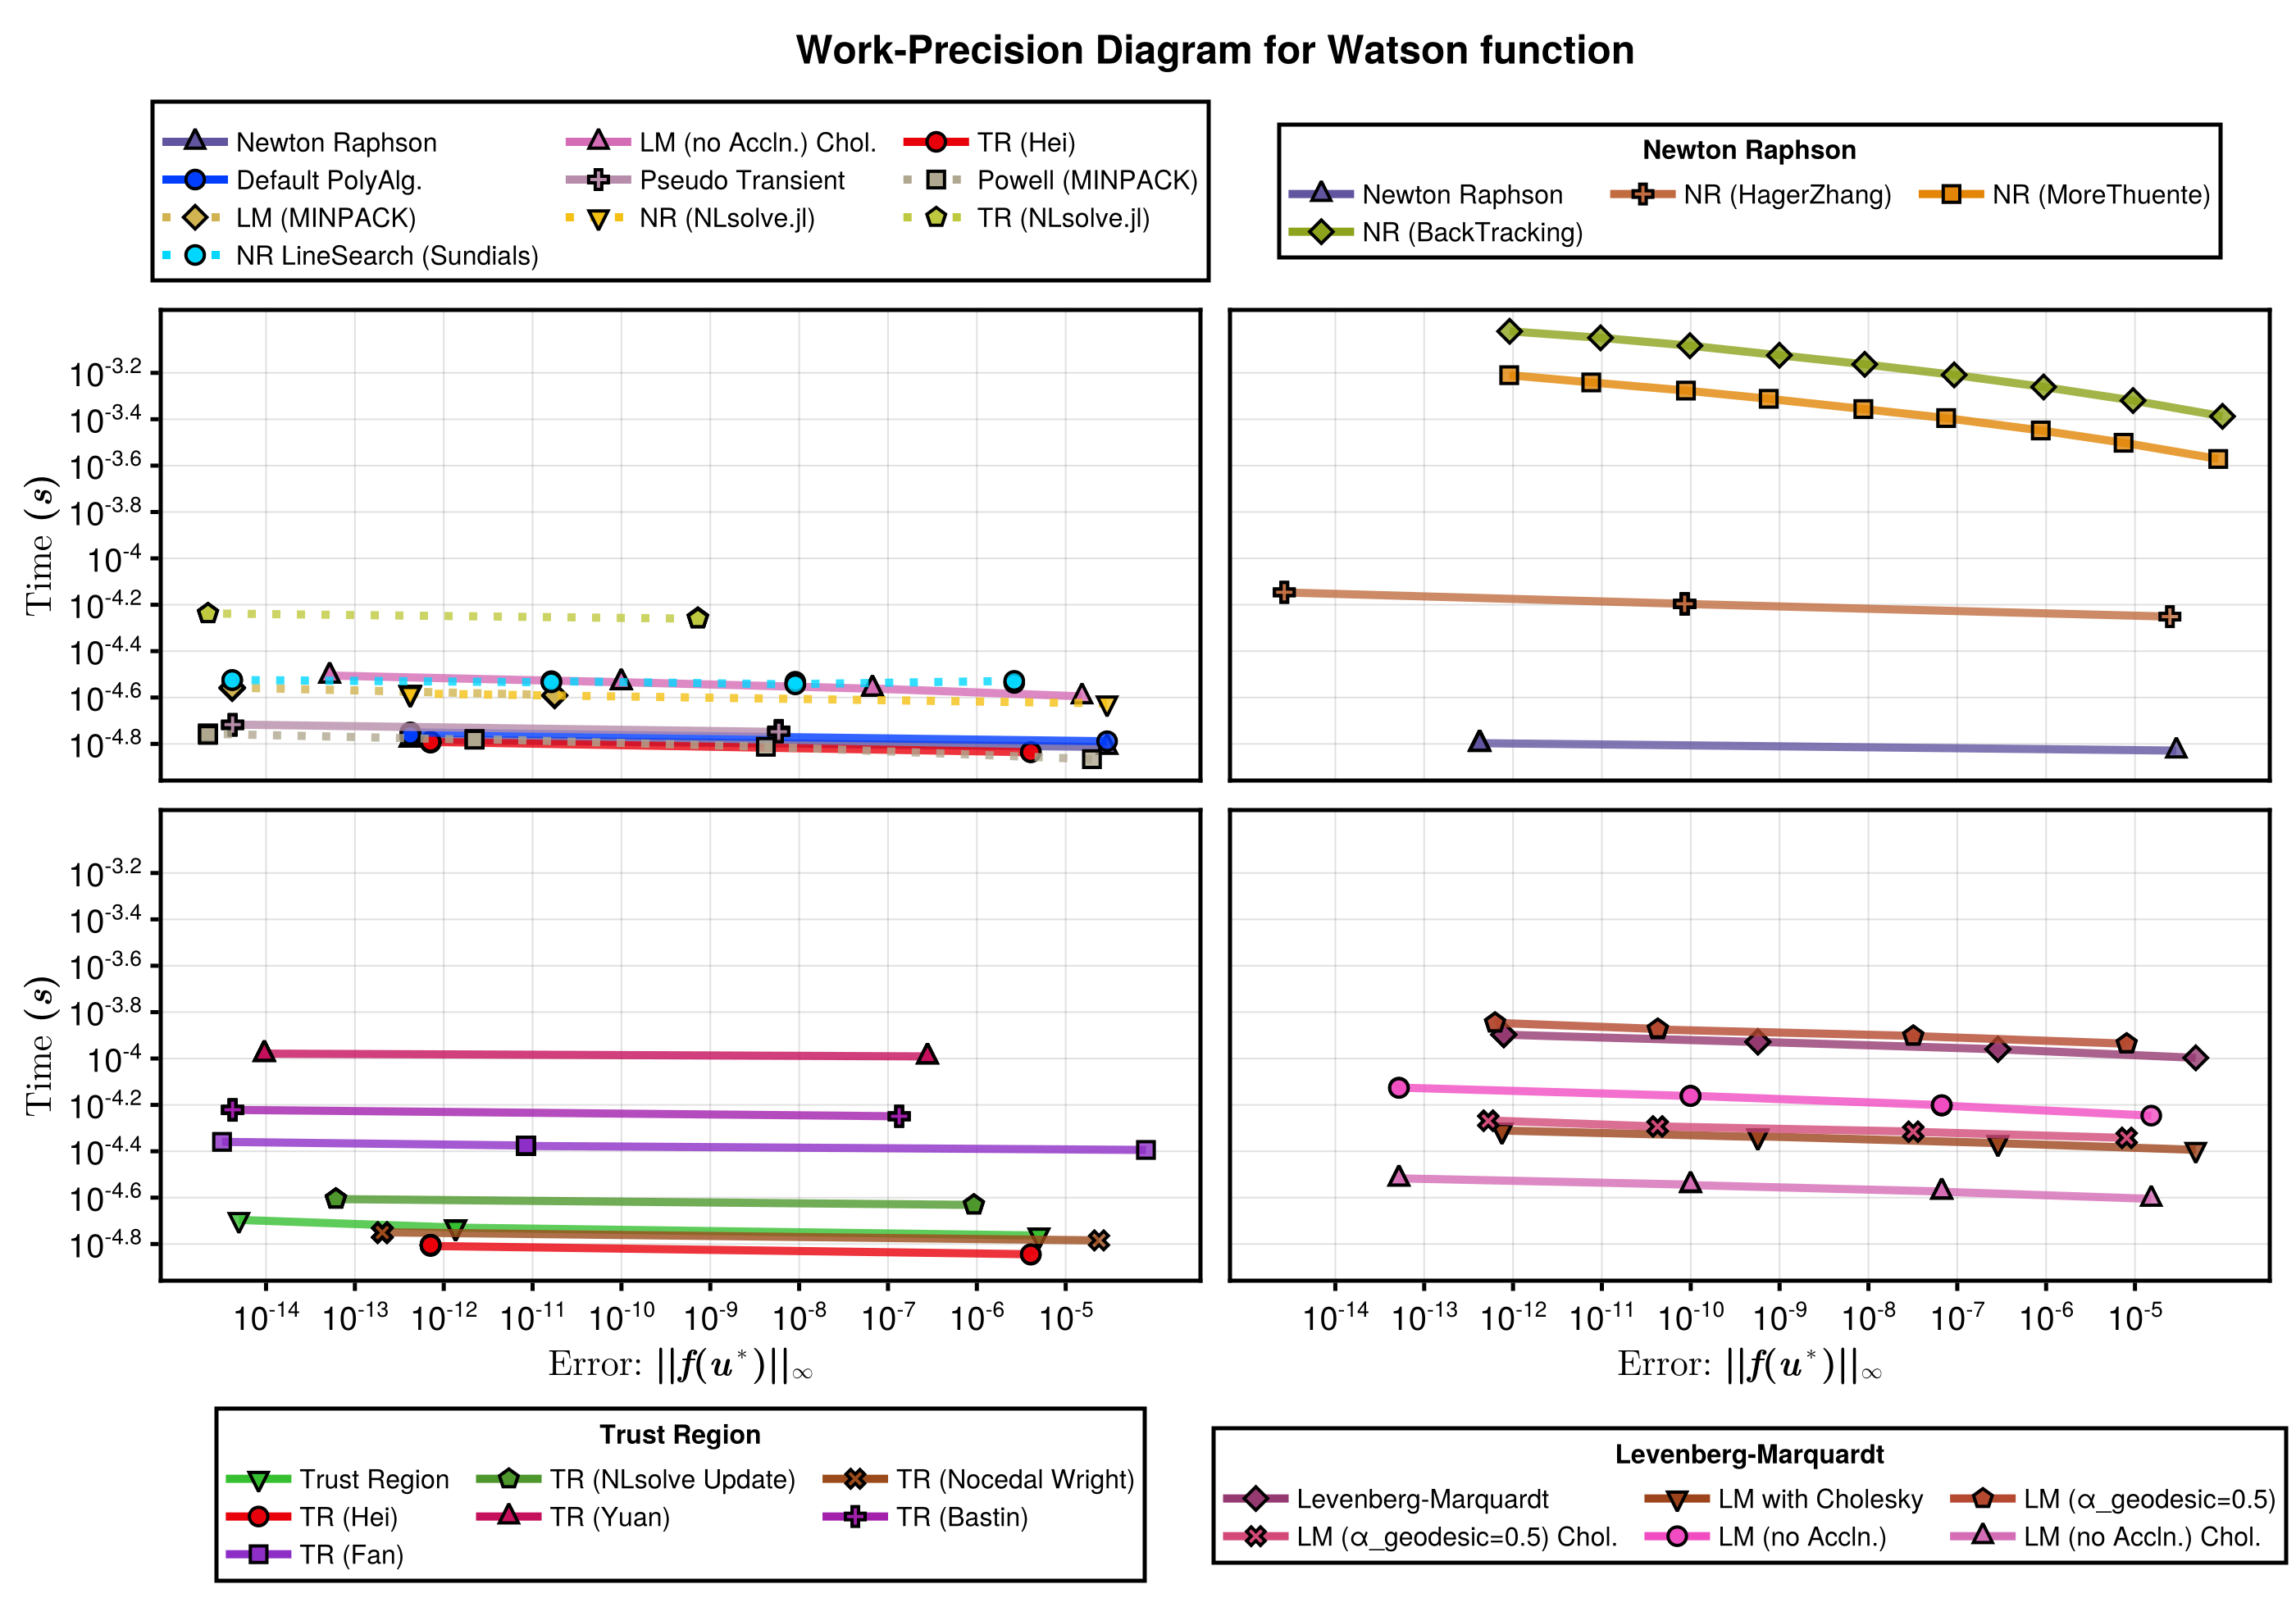 Work-Precision Diagram for Watson function
Newton Raphson LM (no Accln.) Chol. TR (Hei)
Default PolyAlg. Pseudo Transient Powell (MINPACK)
LM (MINPACK) NR (NLsolve.jl) TR (NLsolve.jl)
NR LineSearch (Sundials)
Newton Raphson
Newton Raphson NR (HagerZhang) NR (MoreThuente)
NR (BackTracking)
Time (s)
10^-3.2
10^-3.4
10^-3.6
10^-3.8
10^-4
10^-4.2
10^-4.4
10^-4.6
10^-4.8
Time (s)
10^-3.2
10^-3.4
10^-3.6
10^-3.8
10^-4
10^-4.2
10^-4.4
10^-4.6
10^-4.8
10^-14 10^-13 10^-12 10^-11 10^-10 10^-9 10^-8 10^-7 10^-6 10^-5
Error: ||f(u*)||∞
10^-14 10^-13 10^-12 10^-11 10^-10 10^-9 10^-8 10^-7 10^-6 10^-5
Error: ||f(u*)||∞
Trust Region
Trust Region TR (NLsolve Update) TR (Nocedal Wright)
TR (Hei) TR (Yuan) TR (Bastin)
TR (Fan)
Levenberg-Marquardt
Levenberg-Marquardt LM with Cholesky LM (α_geodesic=0.5)
LM (α_geodesic=0.5) Chol. LM (no Accln.) LM (no Accln.) Chol.